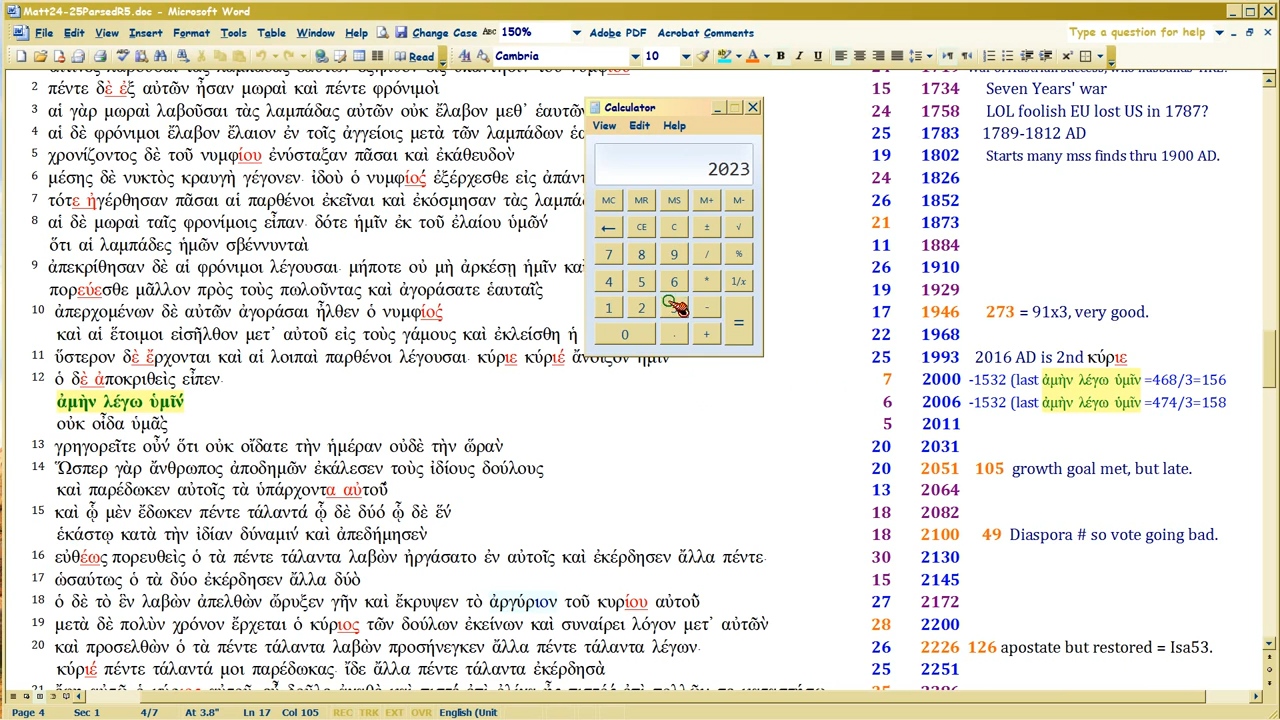 Matt24-25ParsedR5.doc - Microsoft Word
File Edit View Insert Format Tools Table Window Help Change Case 150% Adobe PDF Acrobat Comments Type a question for help
Read Cambria 10 B I U
2 πέντε δὲ ἐξ αὐτῶν ἦσαν μωραὶ καὶ πέντε φρόνιμοὶ 15 1734 Seven Years' war
3 αἱ γὰρ μωραὶ λαβοῦσαι τὰς λαμπάδας αὐτῶν οὐκ ἔλαβον μεθ' ἑαυτῶν 24 1758 LOL foolish EU lost US in 1787?
4 αἱ δὲ φρόνιμοι ἔλαβον ἔλαιον ἐν τοῖς ἀγγείοις μετὰ τῶν λαμπάδων 25 1783 1789-1812 AD
5 χρονίζοντος δὲ τοῦ νυμφίου ἐνύσταξαν πᾶσαι καὶ ἐκάθευδον 19 1802 Starts many mss finds thru 1900 AD.
6 μέσης δὲ νυκτὸς κραυγὴ γέγονεν· ἰδοὺ ὁ νυμφίος ἐξέρχεσθε εἰς 24 1826
7 τότε ἠγέρθησαν πᾶσαι αἱ παρθένοι ἐκεῖναι καὶ ἐκόσμησαν τὰς 26 1852
8 αἱ δὲ μωραὶ ταῖς φρονίμοις εἶπαν· δότε ἡμῖν ἐκ τοῦ ἐλαίου ὑμῶν 21 1873
ὅτι αἱ λαμπάδες ἡμῶν σβέννυνταὶ 11 1884
9 ἀπεκρίθησαν δὲ αἱ φρόνιμοι λέγουσαι· μήποτε οὐ μὴ ἀρκέσῃ ἡμῖν 26 1910
πορεύεσθε μᾶλλον πρὸς τοὺς πωλοῦντας καὶ ἀγοράσατε ἑαυταῖς 19 1929
10 ἀπερχομένων δὲ αὐτῶν ἀγοράσαι ἦλθεν ὁ νυμφίος 17 1946 273 = 91x3, very good.
καὶ αἱ ἕτοιμοι εἰσῆλθον μετ' αὐτοῦ εἰς τοὺς γάμους καὶ ἐκλείσθη ἡ 22 1968
11 ὕστερον δὲ ἔρχονται καὶ αἱ λοιπαὶ παρθένοι λέγουσαι· κύριε κύριέ ἄνοιξον ἡμῖν 25 1993 2016 AD is 2nd κύριε
12 ὁ δὲ ἀποκριθεὶς εἶπεν· 7 2000 -1532 (last ἀμὴν λέγω ὑμῖν =468/3=156
ἀμὴν λέγω ὑμῖν 6 2006 -1532 (last ἀμὴν λέγω ὑμῖν =474/3=158
οὐκ οἶδα ὑμᾶς 5 2011
13 γρηγορεῖτε οὖν ὅτι οὐκ οἴδατε τὴν ἡμέραν οὐδὲ τὴν ὥραν 20 2031
14 Ὥσπερ γὰρ ἄνθρωπος ἀποδημῶν ἐκάλεσεν τοὺς ἰδίους δούλους 20 2051 105 growth goal met, but late.
καὶ παρέδωκεν αὐτοῖς τὰ ὑπάρχοντα αὐτοῦ 13 2064
15 καὶ ᾧ μὲν ἔδωκεν πέντε τάλαντά ᾧ δὲ δύό ᾧ δὲ ἕν 18 2082
ἑκάστῳ κατὰ τὴν ἰδίαν δύναμίν καὶ ἀπεδήμησεν 18 2100 49 Diaspora # so vote going bad.
16 εὐθέως πορευθεὶς ὁ τὰ πέντε τάλαντα λαβὼν ἠργάσατο ἐν αὐτοῖς καὶ ἐκέρδησεν ἄλλα πέντε· 30 2130
17 ὡσαύτως ὁ τὰ δύο ἐκέρδησεν ἄλλα δύὸ 15 2145
18 ὁ δὲ τὸ ἓν λαβὼν ἀπελθὼν ὤρυξεν γῆν καὶ ἔκρυψεν τὸ ἀργύριον τοῦ κυρίου αὐτοῦ 27 2172
19 μετὰ δὲ πολὺν χρόνον ἔρχεται ὁ κύριος τῶν δούλων ἐκείνων καὶ συναίρει λόγον μετ' αὐτῶν 28 2200
20 καὶ προσελθὼν ὁ τὰ πέντε τάλαντα λαβὼν προσήνεγκεν ἄλλα πέντε τάλαντα λέγων· 26 2226 126 apostate but restored = Isa53.
κύριέ πέντε τάλαντά μοι παρέδωκας· ἴδε ἄλλα πέντε τάλαντα ἐκέρδησὰ 25 2251
Calculator
View Edit Help
2023
MC MR MS M+ M-
← CE C ± √
7 8 9 / %
4 5 6 * 1/x
1 2 - =
0 . +
Page 4 Sec 1 4/7 At 3.8" Ln 17 Col 105 REC TRK EXT OVR English (Unit